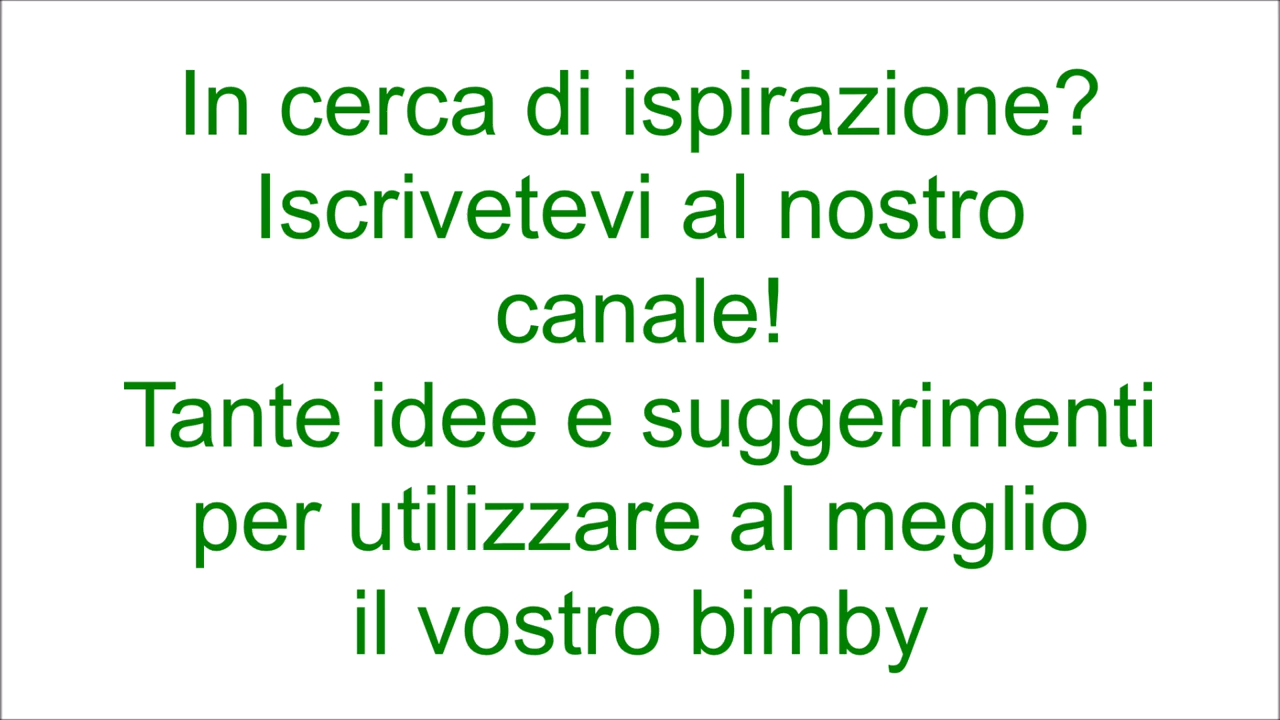 In cerca di ispirazione?
Iscrivetevi al nostro
canale!
Tante idee e suggerimenti
per utilizzare al meglio
il vostro bimby